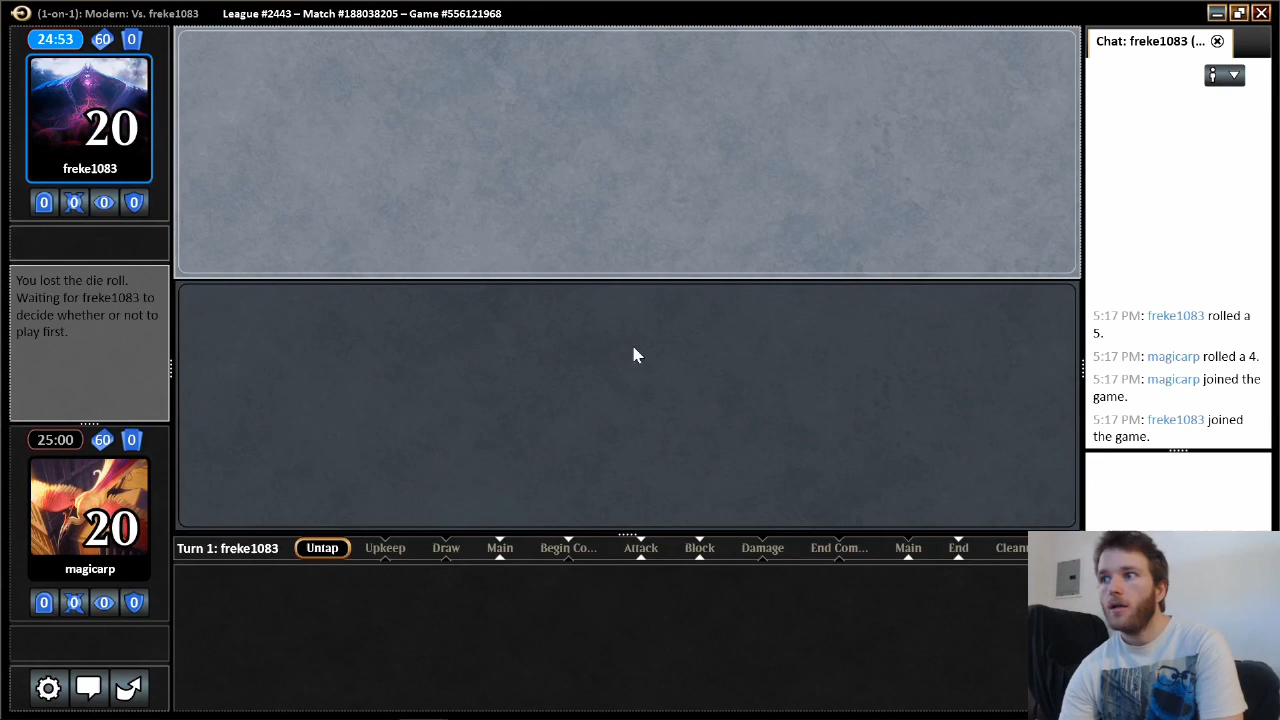 (1-on-1): Modern: Vs. freke1083
League #2443 – Match #188038205 – Game #556121968
24:53
60
0
20
freke1083
0
0
0
0
You lost the die roll.
Waiting for freke1083 to
decide whether or not to
play first.
25:00
60
0
20
magicarp
0
0
0
0
Turn 1: freke1083
Untap
Upkeep
Draw
Main
Begin Co...
Attack
Block
Damage
End Com...
Main
End
Cleanu
Chat: freke1083 (...
5:17 PM: freke1083 rolled a
5.
5:17 PM: magicarp rolled a 4.
5:17 PM: magicarp joined the
game.
5:17 PM: freke1083 joined
the game.